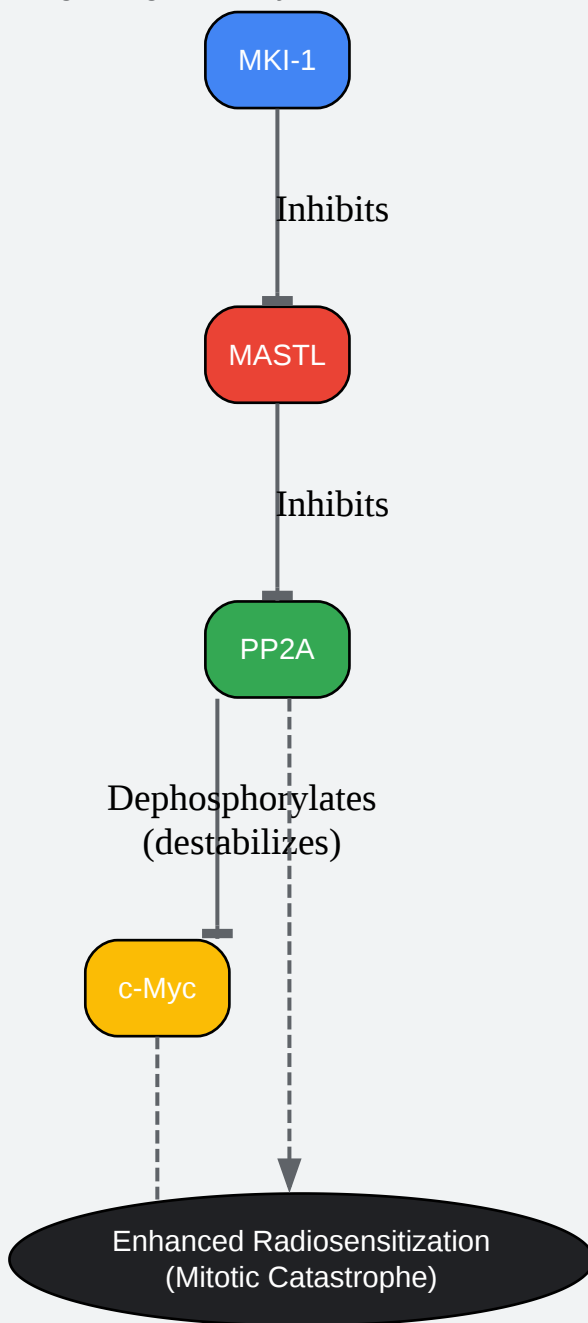 MKI-1
Inhibits
MASTL
Inhibits
PP2A
Dephosphorylates
(destabilizes)
c-Myc
Enhanced Radiosensitization
(Mitotic Catastrophe)